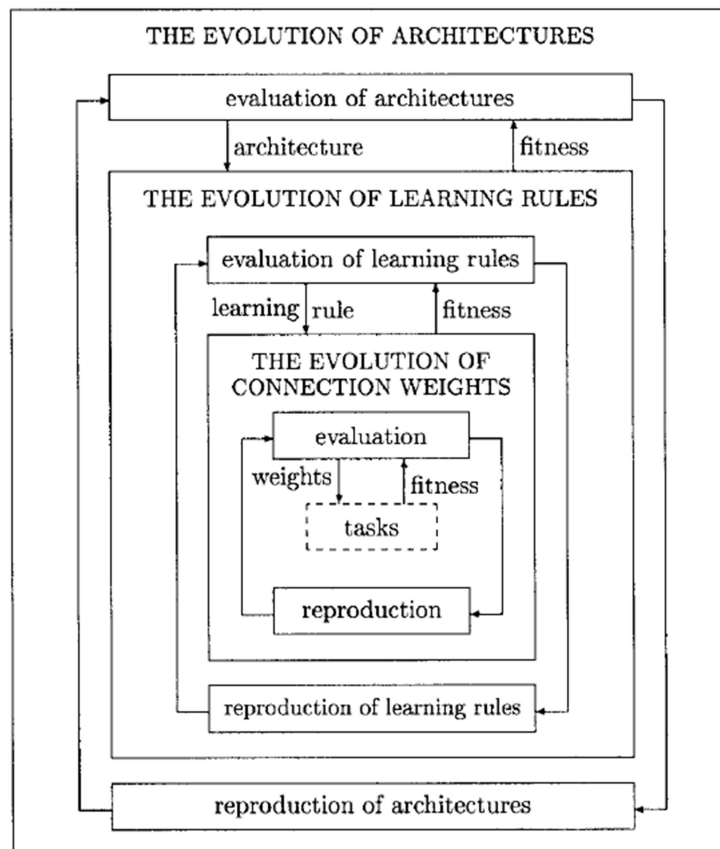 THE EVOLUTION OF ARCHITECTURES
evaluation of architectures
architecture
fitness
THE EVOLUTION OF LEARNING RULES
evaluation of learning rules
learning rule
fitness
THE EVOLUTION OF
CONNECTION WEIGHTS
evaluation
weights
fitness
tasks
reproduction
reproduction of learning rules
reproduction of architectures